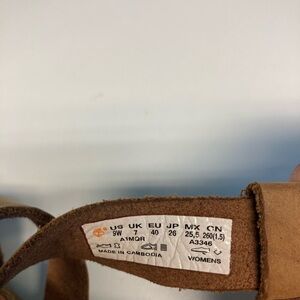 US UK EU JP MX CN
9W 7 40 26 25,5 260(1.5)
A1MQR A3346
MADE IN CAMBODIA WOMENS